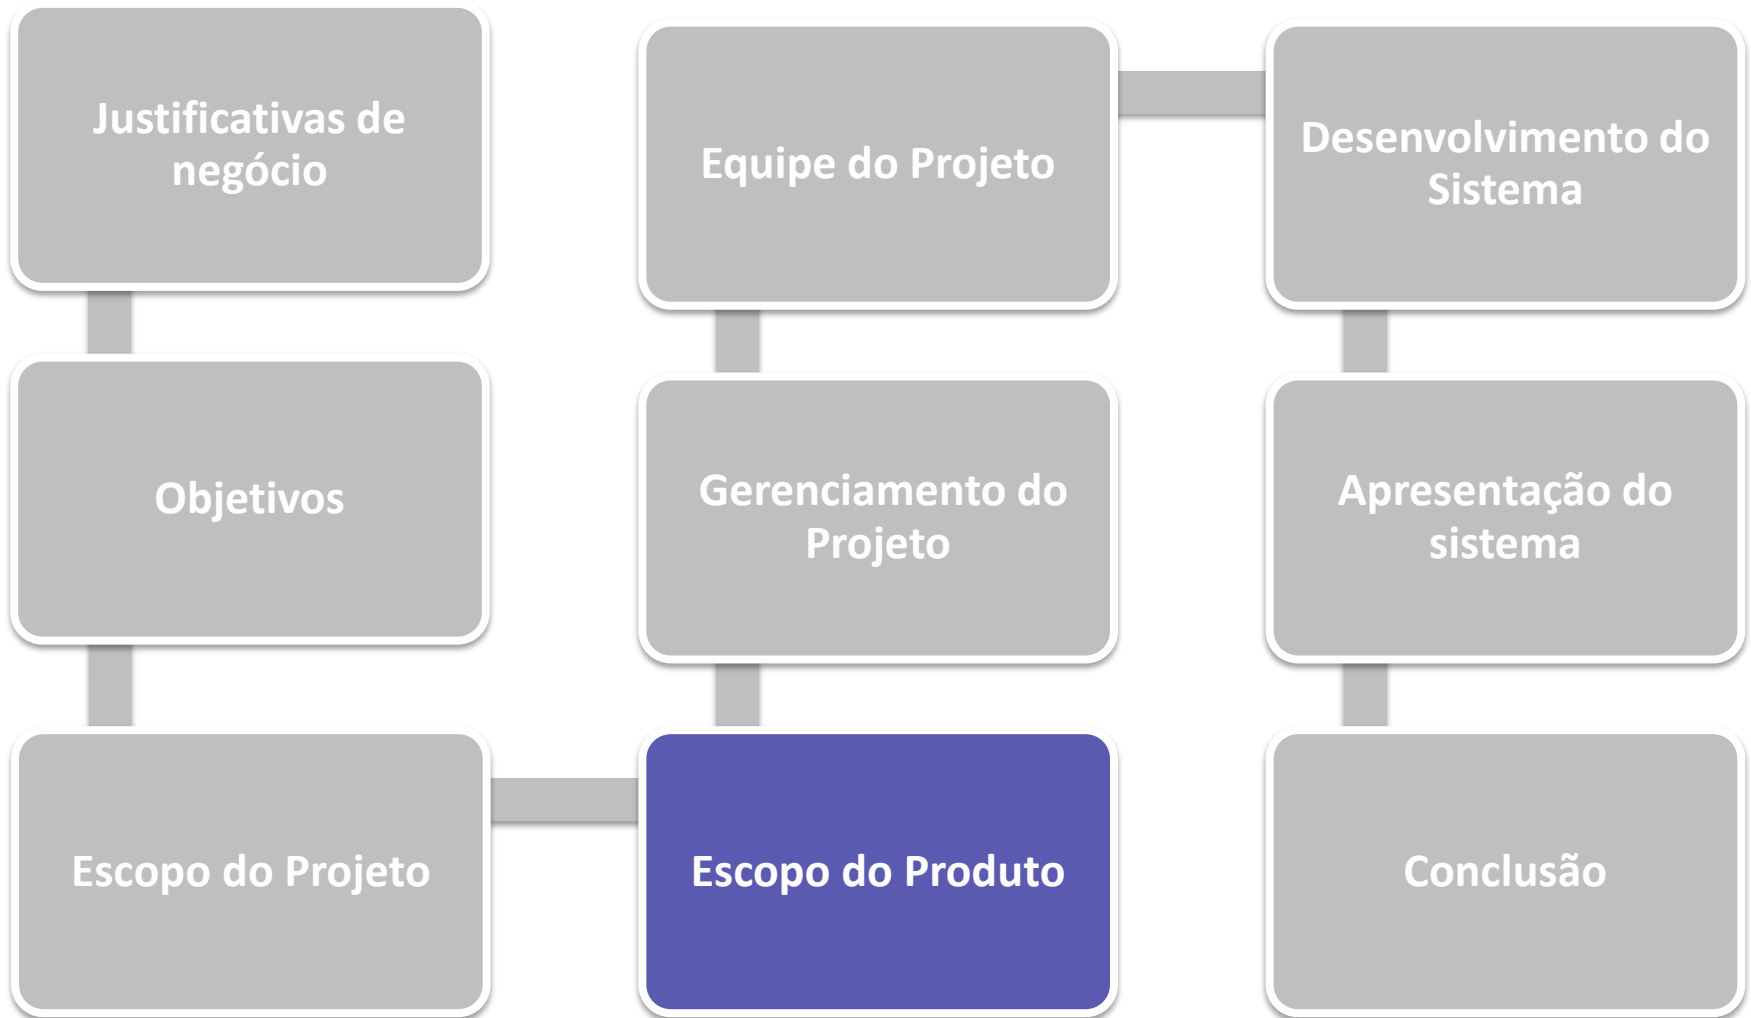 Justificativas de
negócio
Objetivos
Escopo do Projeto
Escopo do Produto
Gerenciamento do
Projeto
Equipe do Projeto
Desenvolvimento do
Sistema
Apresentação do
sistema
Conclusão